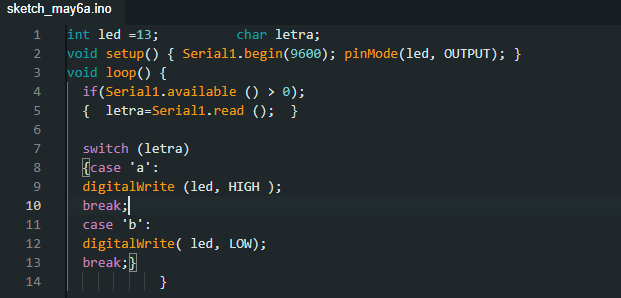 sketch_may6a.ino
1 int led =13;          char letra;
2 void setup() { Serial1.begin(9600); pinMode(led, OUTPUT); }
3 void loop() {
4   if(Serial1.available () > 0);
5   {  letra=Serial1.read ();  }
6
7   switch (letra)
8   {case 'a':
9   digitalWrite (led, HIGH );
10   break;
11   case 'b':
12   digitalWrite( led, LOW);
13   break;}
14             }